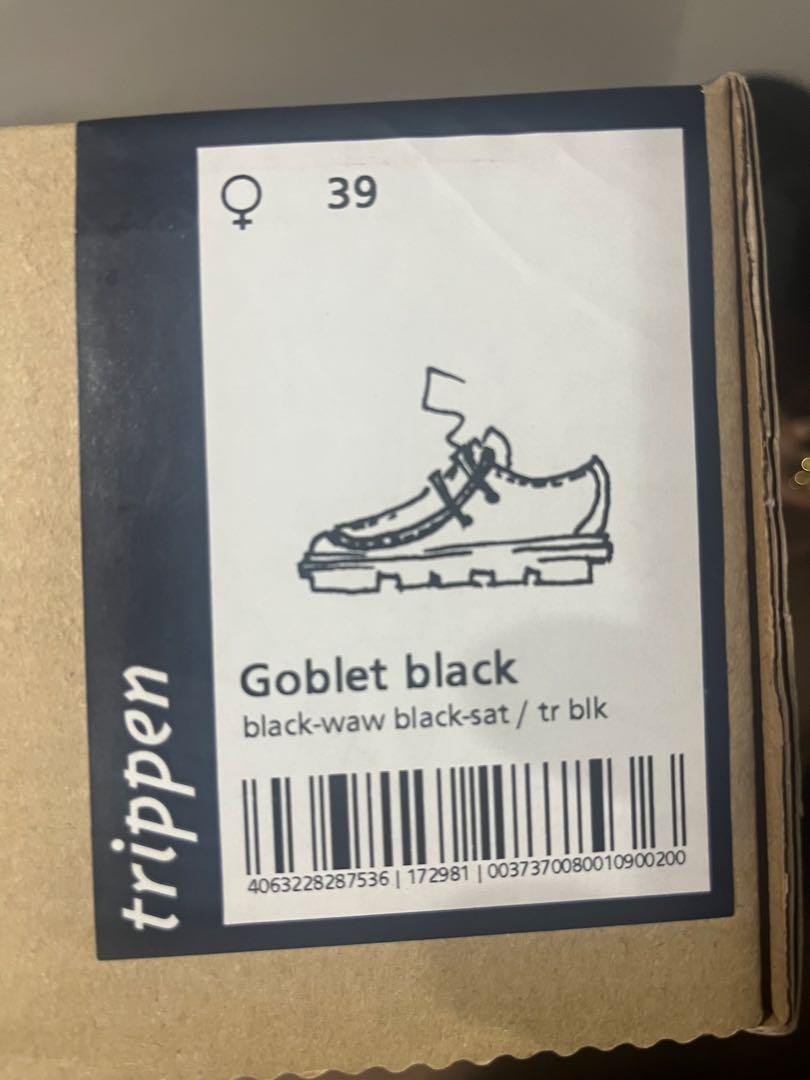 ♀ 39
Goblet black
black-waw black-sat / tr blk
4063228287536 | 172981 | 0037370080010900200
trippen